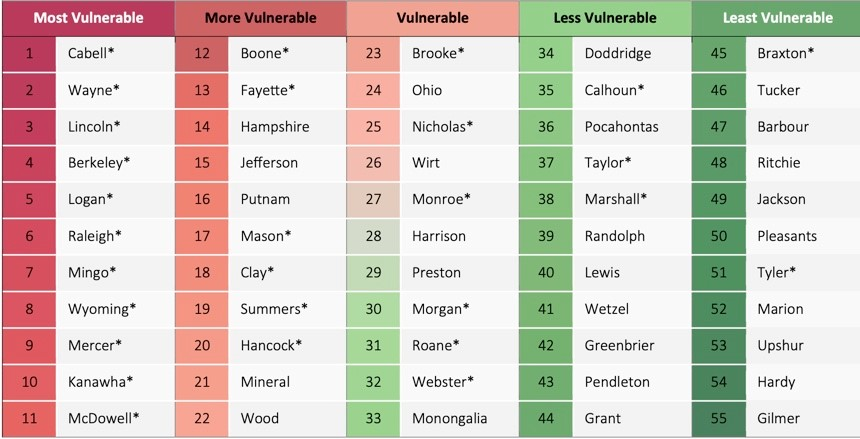 Most Vulnerable More Vulnerable Vulnerable Less Vulnerable Least Vulnerable
1 Cabell* 12 Boone* 23 Brooke* 34 Doddridge 45 Braxton*
2 Wayne* 13 Fayette* 24 Ohio 35 Calhoun* 46 Tucker
3 Lincoln* 14 Hampshire 25 Nicholas* 36 Pocahontas 47 Barbour
4 Berkeley* 15 Jefferson 26 Wirt 37 Taylor* 48 Ritchie
5 Logan* 16 Putnam 27 Monroe* 38 Marshall* 49 Jackson
6 Raleigh* 17 Mason* 28 Harrison 39 Randolph 50 Pleasants
7 Mingo* 18 Clay* 29 Preston 40 Lewis 51 Tyler*
8 Wyoming* 19 Summers* 30 Morgan* 41 Wetzel 52 Marion
9 Mercer* 20 Hancock* 31 Roane* 42 Greenbrier 53 Upshur
10 Kanawha* 21 Mineral 32 Webster* 43 Pendleton 54 Hardy
11 McDowell* 22 Wood 33 Monongalia 44 Grant 55 Gilmer